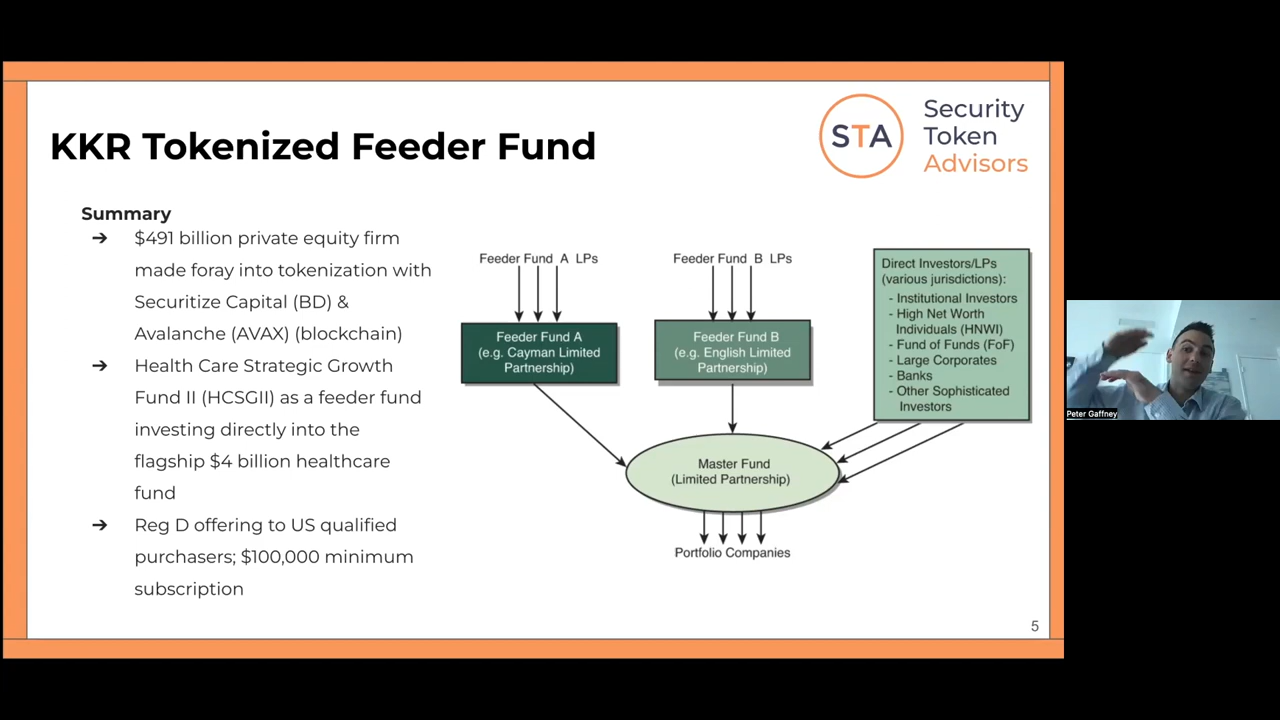 KKR Tokenized Feeder Fund
STA
Security
Token
Advisors
Summary
➔ $491 billion private equity firm
made foray into tokenization with
Securitize Capital (BD) &
Avalanche (AVAX) (blockchain)
➔ Health Care Strategic Growth
Fund II (HCSGII) as a feeder fund
investing directly into the
flagship $4 billion healthcare
fund
➔ Reg D offering to US qualified
purchasers; $100,000 minimum
subscription
Feeder Fund A LPs
Feeder Fund B LPs
Feeder Fund A
(e.g. Cayman Limited
Partnership)
Feeder Fund B
(e.g. English Limited
Partnership)
Direct Investors/LPs
(various jurisdictions):
- Institutional Investors
- High Net Worth
Individuals (HNWI)
- Fund of Funds (FoF)
- Large Corporates
- Banks
- Other Sophisticated
Investors
Master Fund
(Limited Partnership)
Portfolio Companies
5
Peter Gaffney